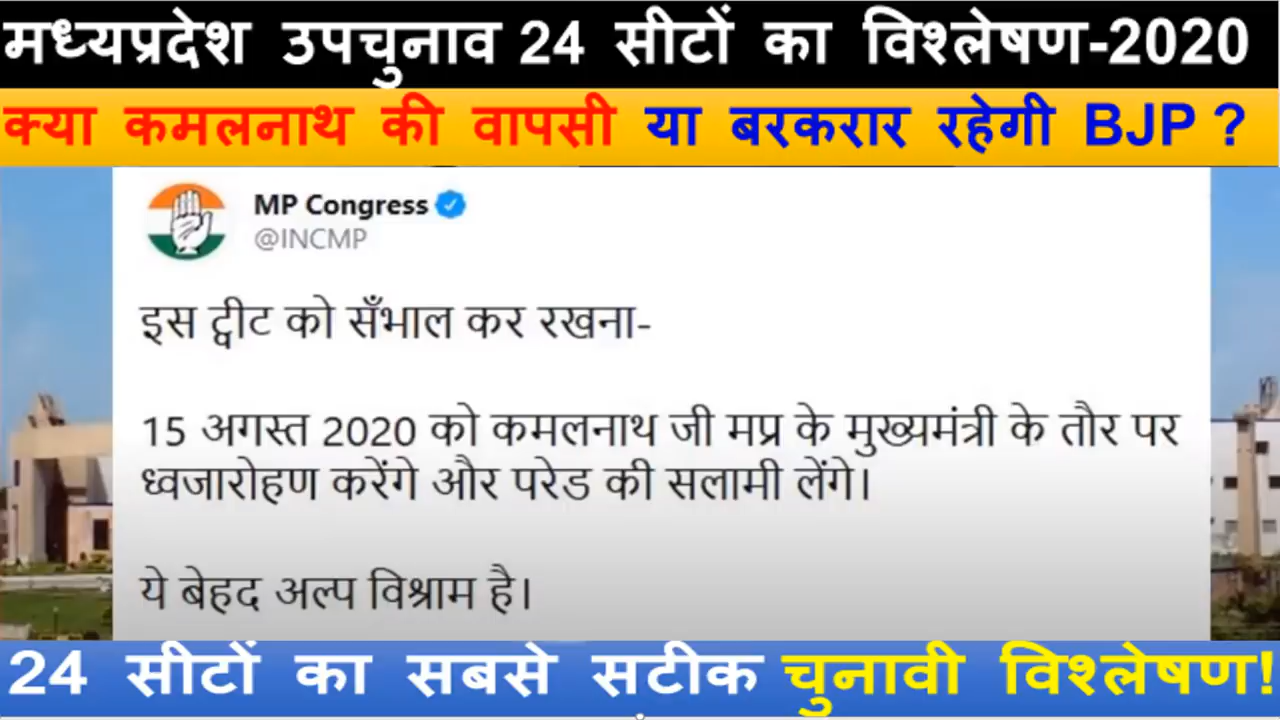 मध्यप्रदेश उपचुनाव 24 सीटों का विश्लेषण-2020
क्या कमलनाथ की वापसी या बरकरार रहेगी BJP ?
MP Congress
@INCMP
इस ट्वीट को सँभाल कर रखना-
15 अगस्त 2020 को कमलनाथ जी मप्र के मुख्यमंत्री के तौर पर
ध्वजारोहण करेंगे और परेड की सलामी लेंगे।
ये बेहद अल्प विश्राम है।
24 सीटों का सबसे सटीक चुनावी विश्लेषण!